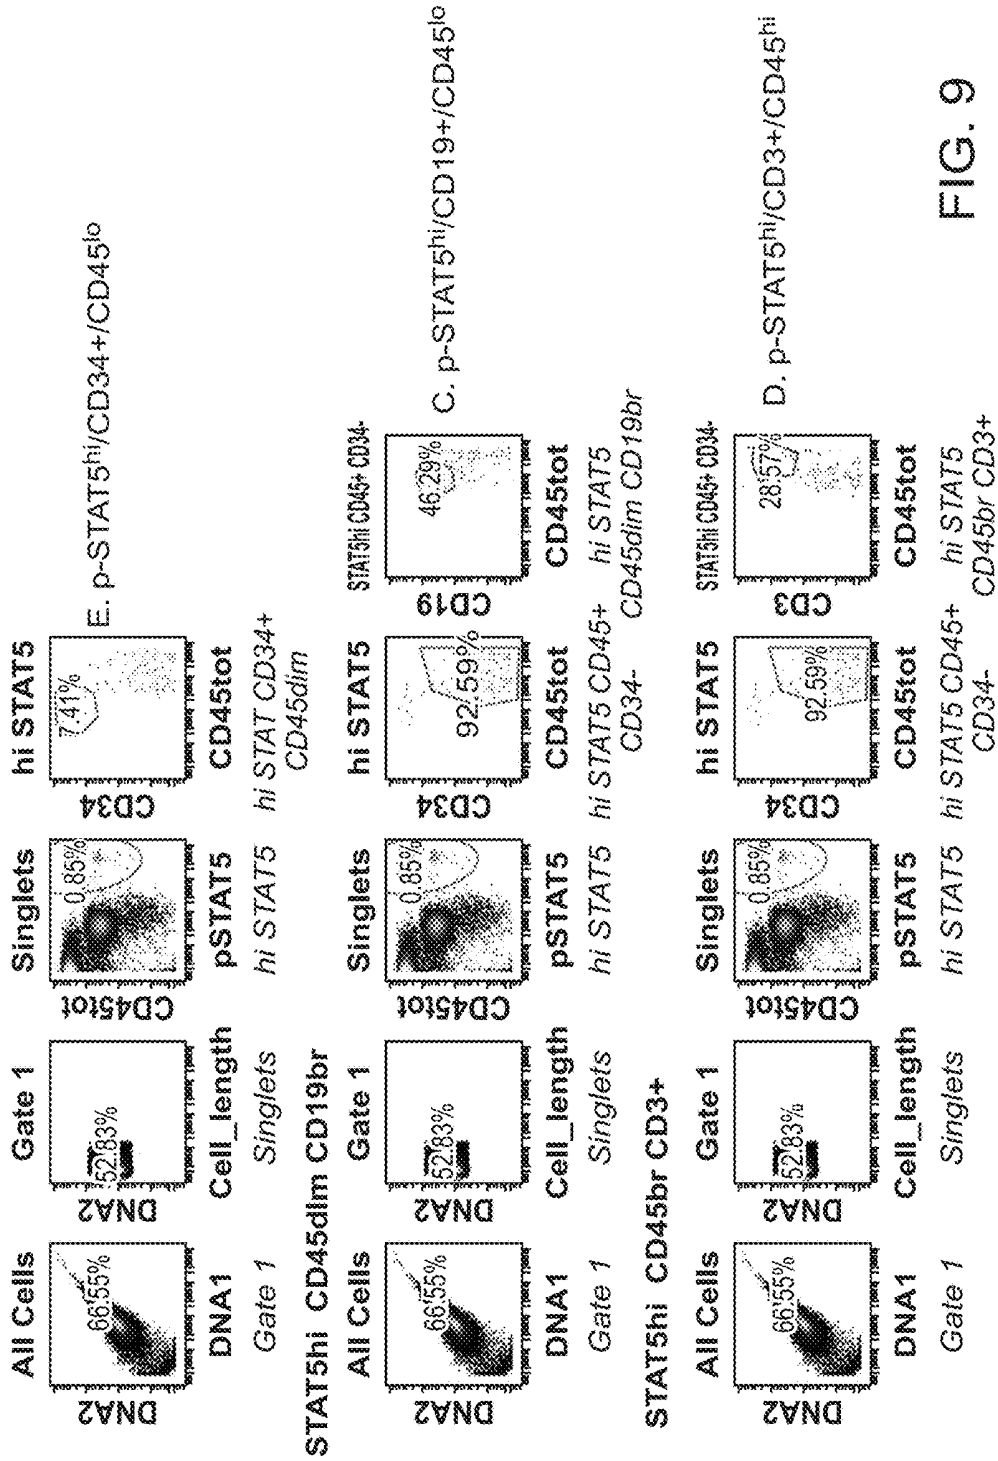 All Cells
DNA2
66.55%
DNA1
Gate 1
Gate 1
DNA2
52.83%
Cell_length
Singlets
Singlets
CD45tot
0.85%
pSTAT5
hi STAT5
hi STAT5
CD34
7.41%
CD45tot
hi STAT CD34+
CD45dim
E. p-STAT5hi/CD34+/CD45lo
STAT5hi CD45dim CD19br
All Cells
DNA2
66.55%
DNA1
Gate 1
Gate 1
DNA2
52.83%
Cell_length
Singlets
Singlets
CD45tot
0.85%
pSTAT5
hi STAT5
hi STAT5
CD34
92.59%
CD45tot
hi STAT5 CD45+
CD34-
STAT5hi CD45+ CD34-
CD19
46.29%
CD45tot
hi STAT5
CD45dim CD19br
C. p-STAT5hi/CD19+/CD45lo
STAT5hi CD45br CD3+
All Cells
DNA2
66.55%
DNA1
Gate 1
Gate 1
DNA2
52.83%
Cell_length
Singlets
Singlets
CD45tot
0.85%
pSTAT5
hi STAT5
hi STAT5
CD34
92.59%
CD45tot
hi STAT5 CD45+
CD34-
STAT5hi CD45+ CD34-
CD3
28.57%
CD45tot
hi STAT5
CD45br CD3+
D. p-STAT5hi/CD3+/CD45hi
FIG. 9